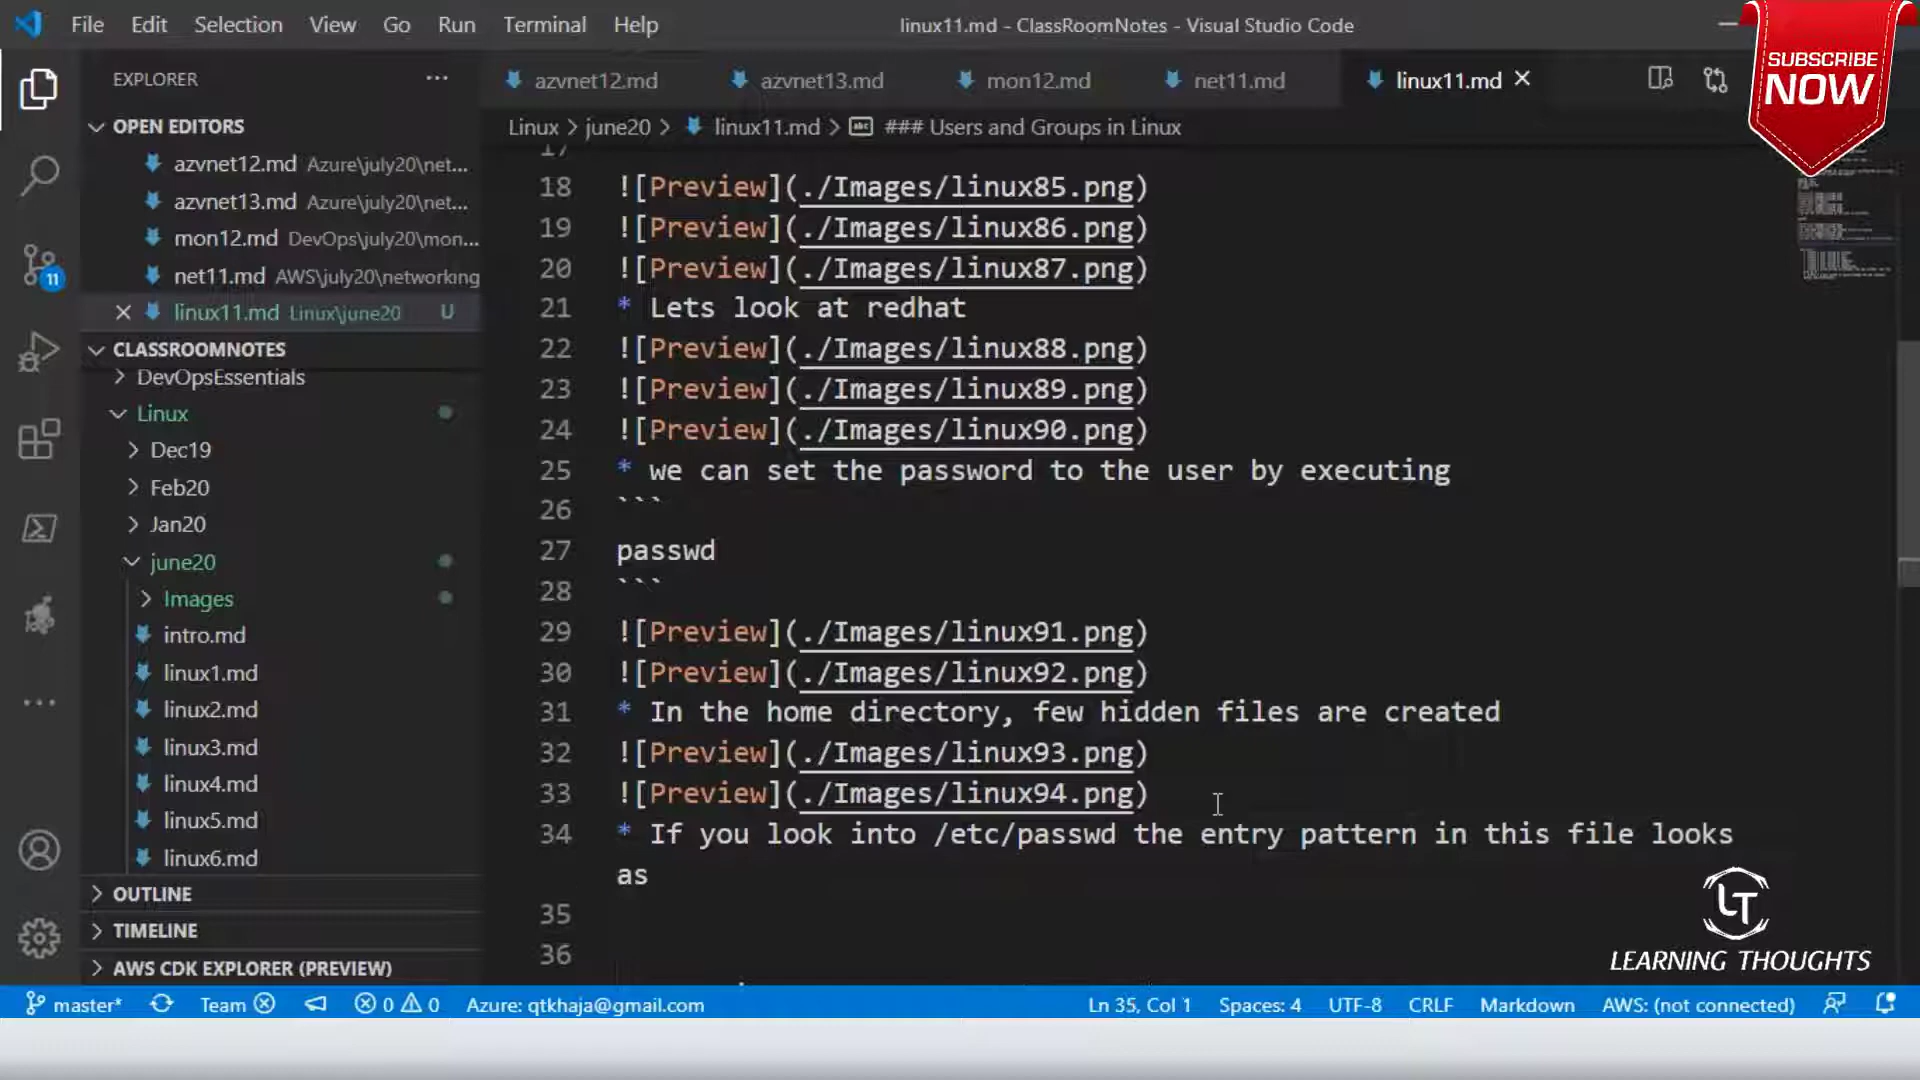 File Edit Selection View Go Run Terminal Help
linux11.md - ClassRoomNotes - Visual Studio Code
SUBSCRIBE
NOW
EXPLORER
azvnet12.md azvnet13.md mon12.md net11.md linux11.md
OPEN EDITORS
Linux > june20 > linux11.md > ### Users and Groups in Linux
azvnet12.md Azure\july20\net...
azvnet13.md Azure\july20\net...
mon12.md DevOps\july20\mon...
net11.md AWS\july20\networking
linux11.md Linux\june20 U
11
CLASSROOMNOTES
DevOpsEssentials
Linux
Dec19
Feb20
Jan20
june20
Images
intro.md
linux1.md
linux2.md
linux3.md
linux4.md
linux5.md
linux6.md
OUTLINE
TIMELINE
AWS CDK EXPLORER (PREVIEW)
17
18 ![Preview](./Images/linux85.png)
19 ![Preview](./Images/linux86.png)
20 ![Preview](./Images/linux87.png)
21 * Lets look at redhat
22 ![Preview](./Images/linux88.png)
23 ![Preview](./Images/linux89.png)
24 ![Preview](./Images/linux90.png)
25 * we can set the password to the user by executing
26 ```
27 passwd
28 ```
29 ![Preview](./Images/linux91.png)
30 ![Preview](./Images/linux92.png)
31 * In the home directory, few hidden files are created
32 ![Preview](./Images/linux93.png)
33 ![Preview](./Images/linux94.png)
34 * If you look into /etc/passwd the entry pattern in this file looks
as
35
36
LT
LEARNING THOUGHTS
master* Team 0 0 Azure: qtkhaja@gmail.com Ln 35, Col 1 Spaces: 4 UTF-8 CRLF Markdown AWS: (not connected)